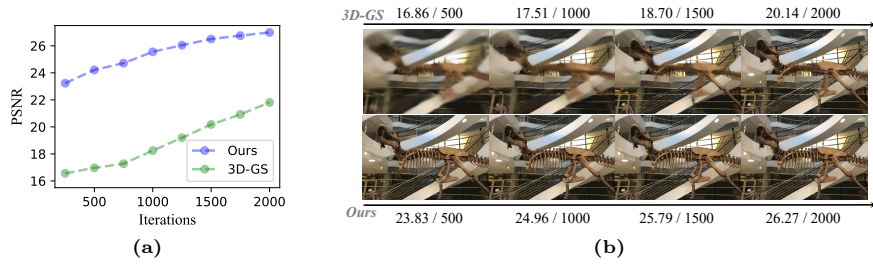 26
24
22
20
18
16
PSNR
Ours
3D-GS
500 1000 1500 2000
Iterations
(a)
3D-GS 16.86 / 500 17.51 / 1000 18.70 / 1500 20.14 / 2000
Ours 23.83 / 500 24.96 / 1000 25.79 / 1500 26.27 / 2000
(b)